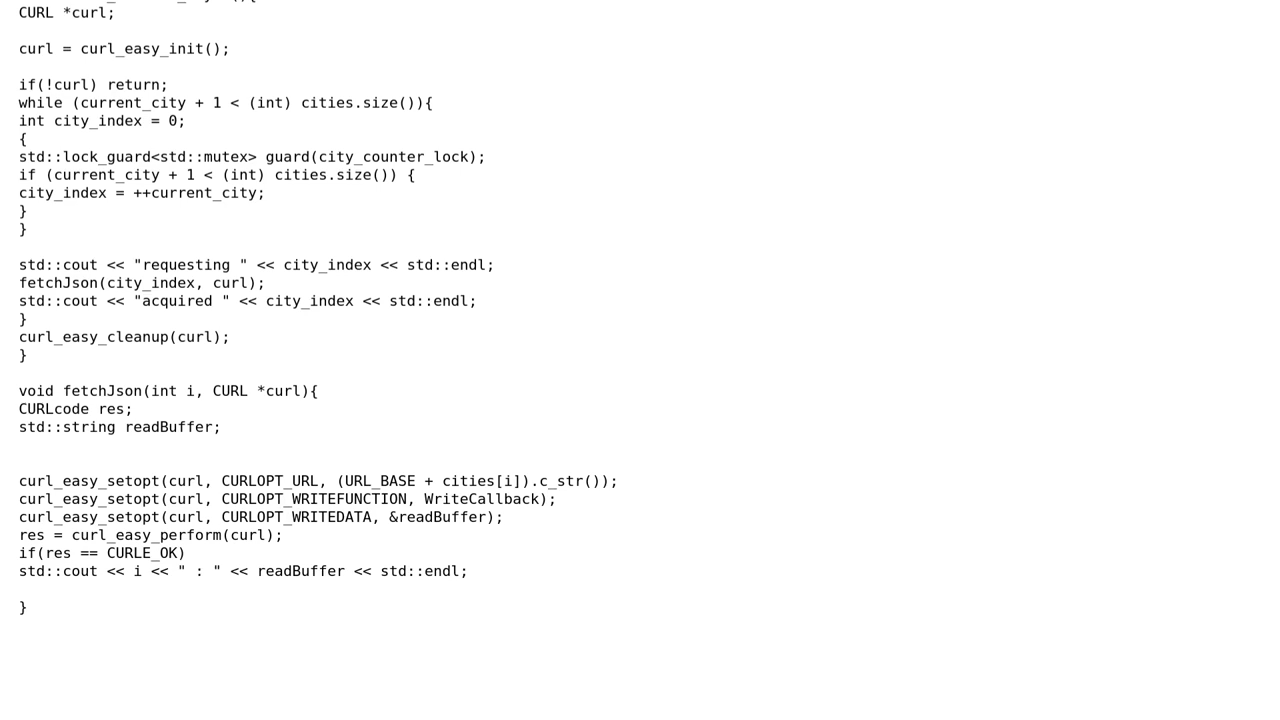 CURL *curl;
curl = curl_easy_init();
if(!curl) return;
while (current_city + 1 < (int) cities.size()){
int city_index = 0;
{
std::lock_guard<std::mutex> guard(city_counter_lock);
if (current_city + 1 < (int) cities.size()) {
city_index = ++current_city;
}
}
std::cout << "requesting " << city_index << std::endl;
fetchJson(city_index, curl);
std::cout << "acquired " << city_index << std::endl;
}
curl_easy_cleanup(curl);
}
void fetchJson(int i, CURL *curl){
CURLcode res;
std::string readBuffer;
curl_easy_setopt(curl, CURLOPT_URL, (URL_BASE + cities[i]).c_str());
curl_easy_setopt(curl, CURLOPT_WRITEFUNCTION, WriteCallback);
curl_easy_setopt(curl, CURLOPT_WRITEDATA, &readBuffer);
res = curl_easy_perform(curl);
if(res == CURLE_OK)
std::cout << i << " : " << readBuffer << std::endl;
}